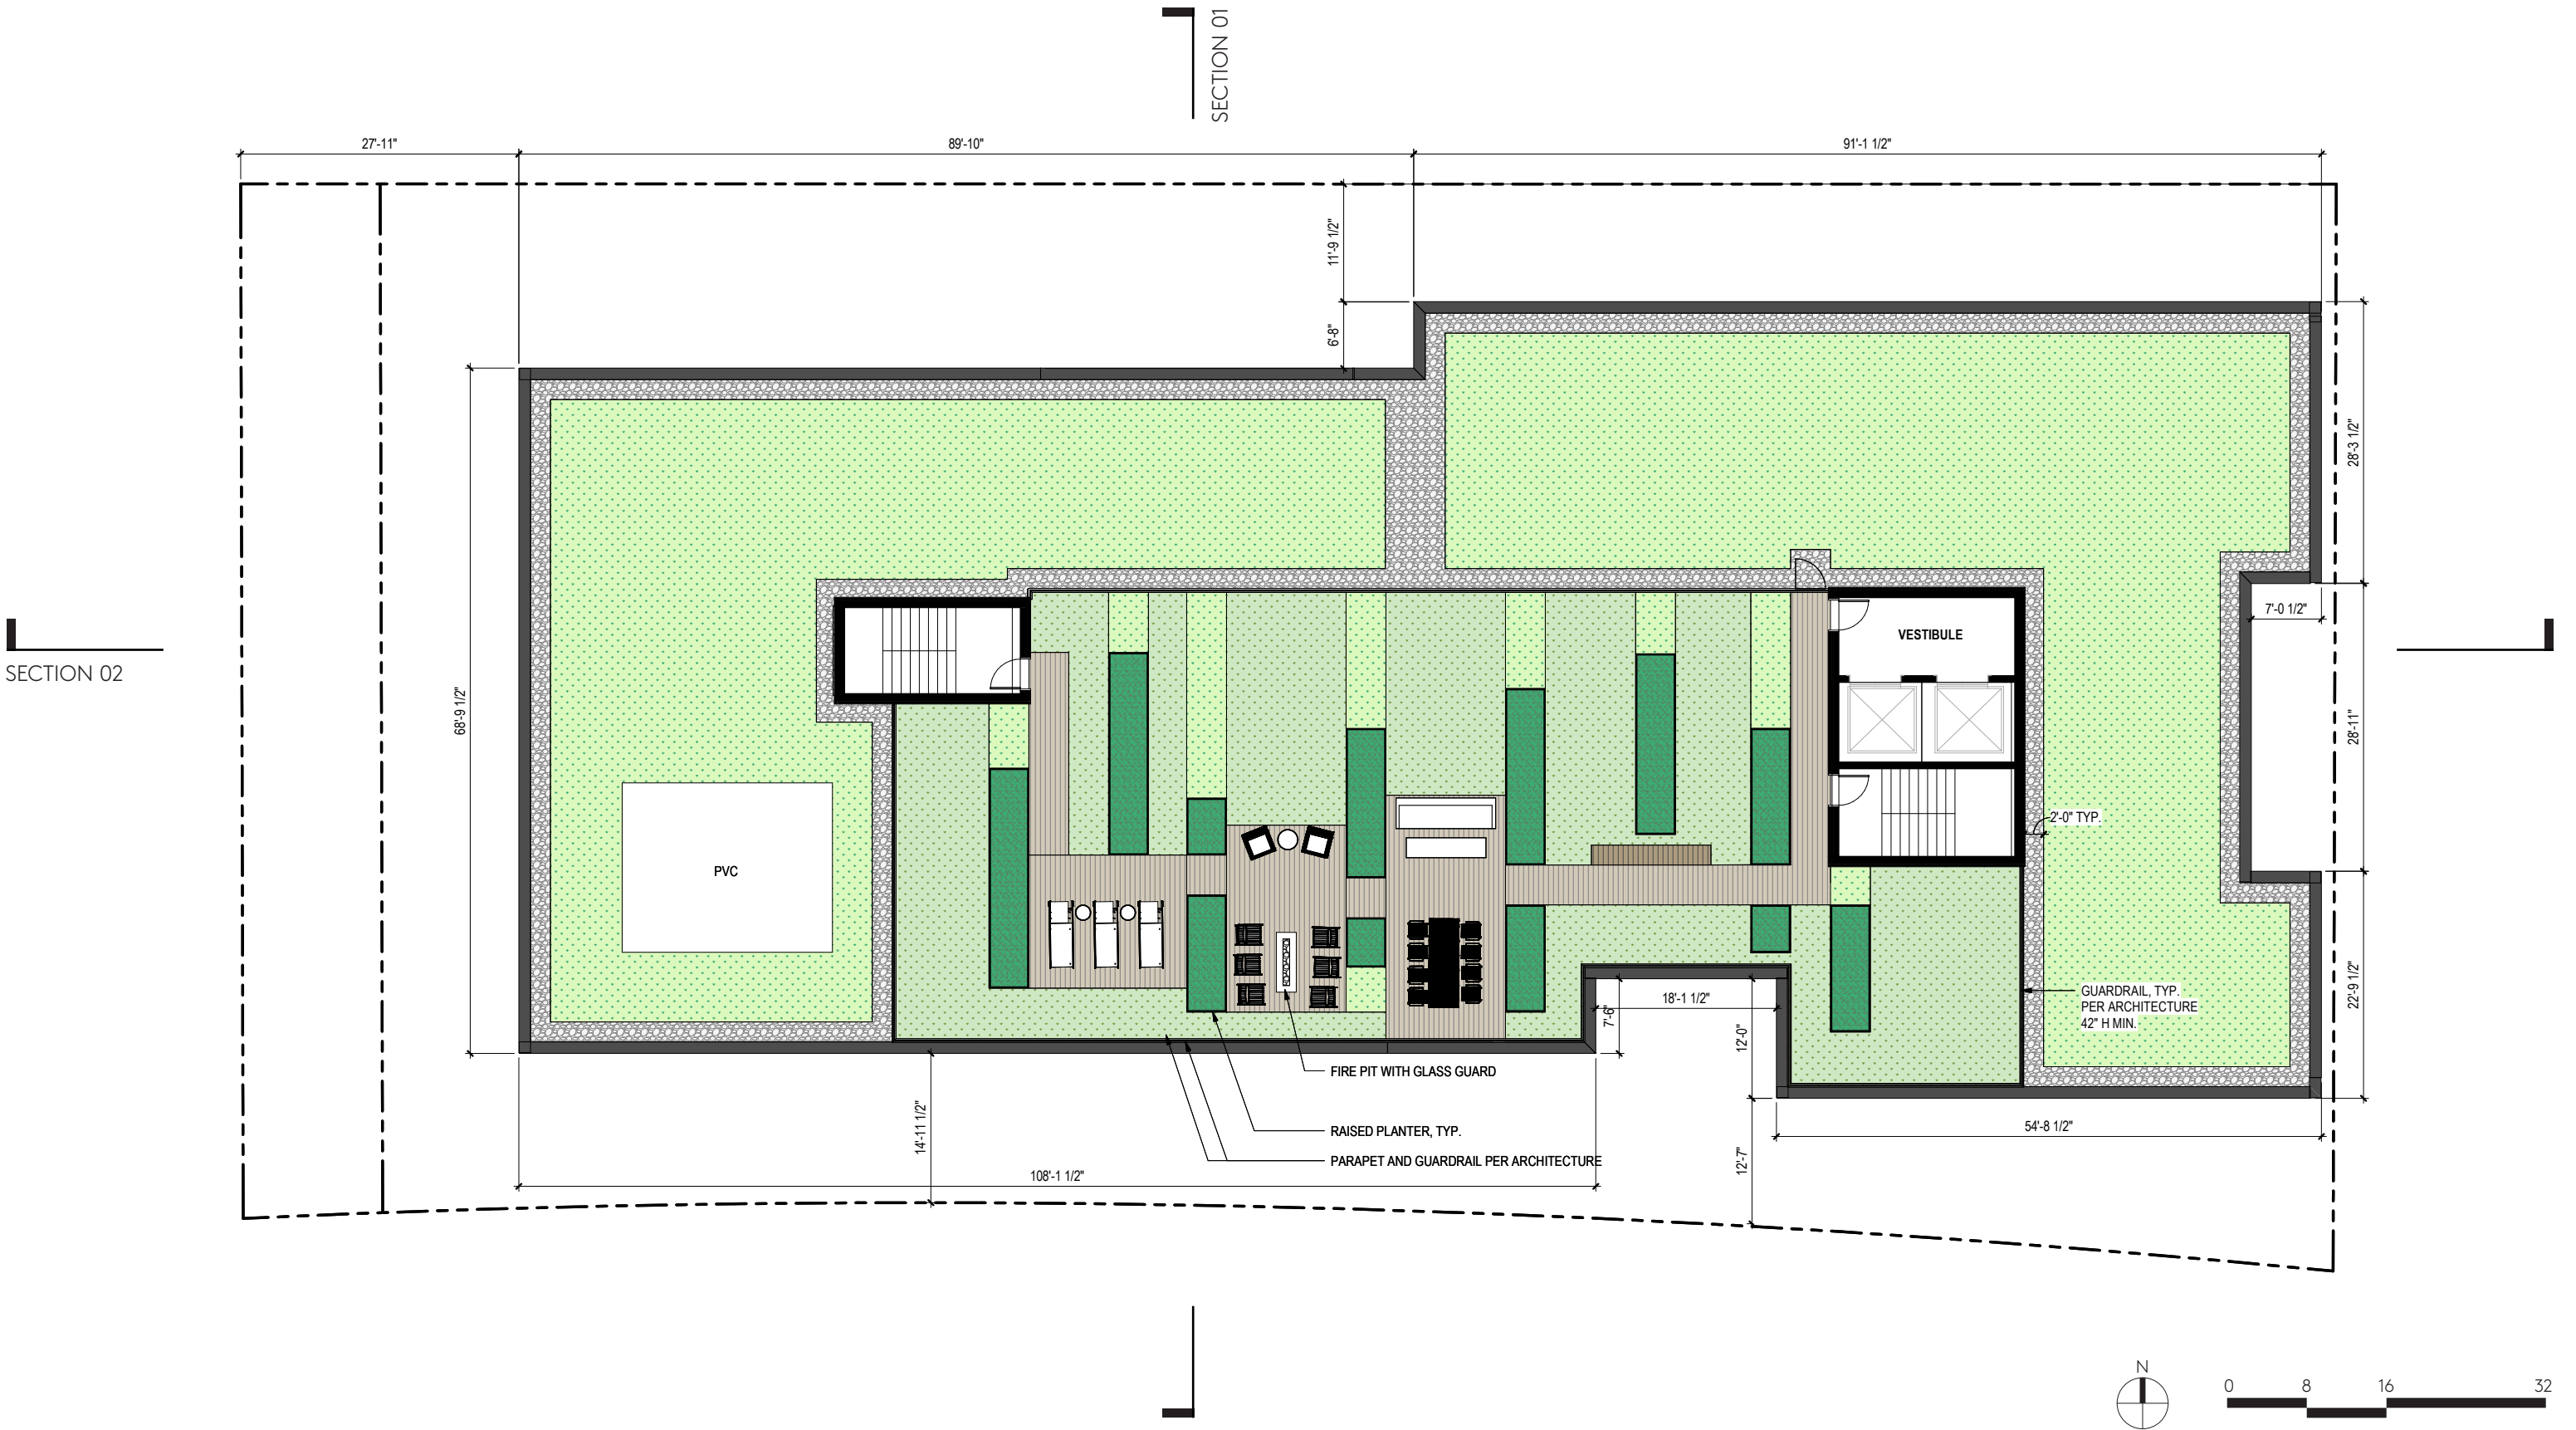 SECTION 01
27'-11"
89'-10"
91'-1 1/2"
11'-9 1/2"
6'-8"
28'-3 1/2"
7'-0 1/2"
VESTIBULE
SECTION 02
68'-9 1/2"
28'-11"
2'-0" TYP.
PVC
GUARDRAIL, TYP.
PER ARCHITECTURE
42" H MIN.
18'-1 1/2"
7'-6"
12'-0"
22'-9 1/2"
FIRE PIT WITH GLASS GUARD
14'-11 1/2"
RAISED PLANTER, TYP.
54'-8 1/2"
PARAPET AND GUARDRAIL PER ARCHITECTURE
12'-7"
108'-1 1/2"
N
0 8 16 32